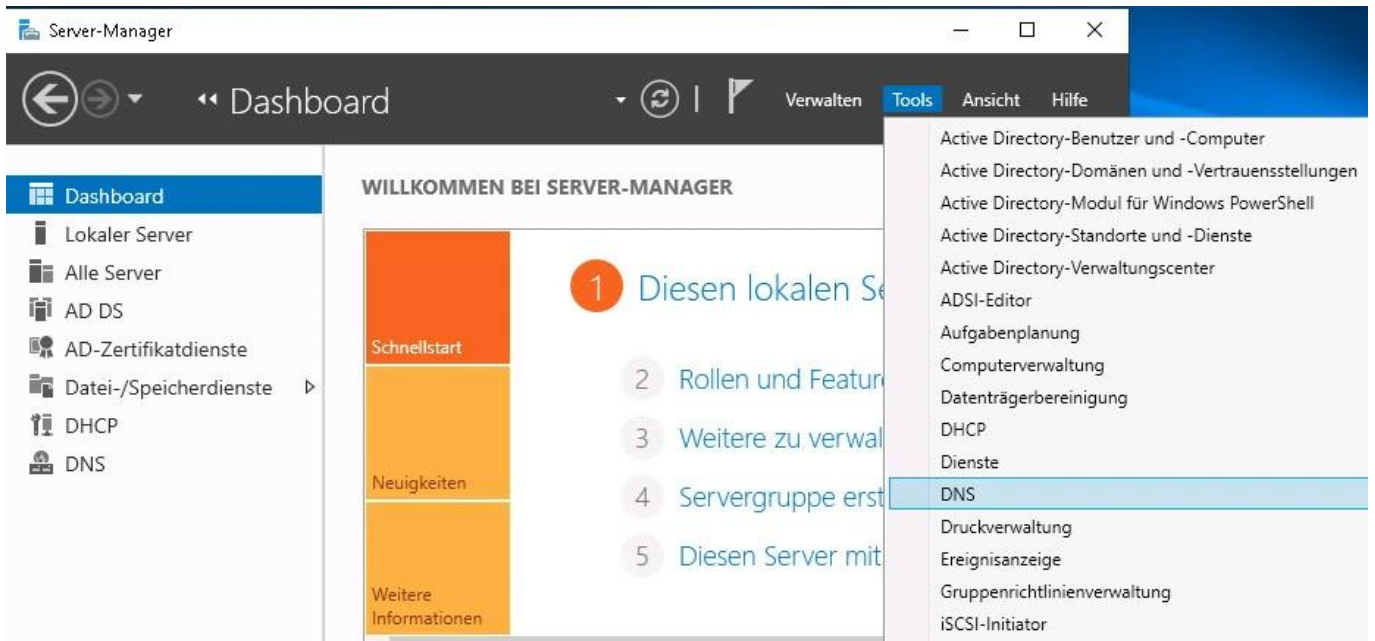 Server-Manager
Dashboard
Verwalten Tools Ansicht Hilfe
Dashboard
Lokaler Server
Alle Server
AD DS
AD-Zertifikatdienste
Datei-/Speicherdienste
DHCP
DNS
WILLKOMMEN BEI SERVER-MANAGER
Schnellstart
Neuigkeiten
Weitere
Informationen
1 Diesen lokalen
2 Rollen und
3 Weitere zu
4 Servergruppe
5 Diesen Server mit
Active Directory-Benutzer und -Computer
Active Directory-Domänen und -Vertrauensstellungen
Active Directory-Modul für Windows PowerShell
Active Directory-Standorte und -Dienste
Active Directory-Verwaltungscenter
ADSI-Editor
Aufgabenplanung
Computerverwaltung
Datenträgerbereinigung
DHCP
Dienste
DNS
Druckverwaltung
Ereignisanzeige
Gruppenrichtlinienverwaltung
iSCSI-Initiator